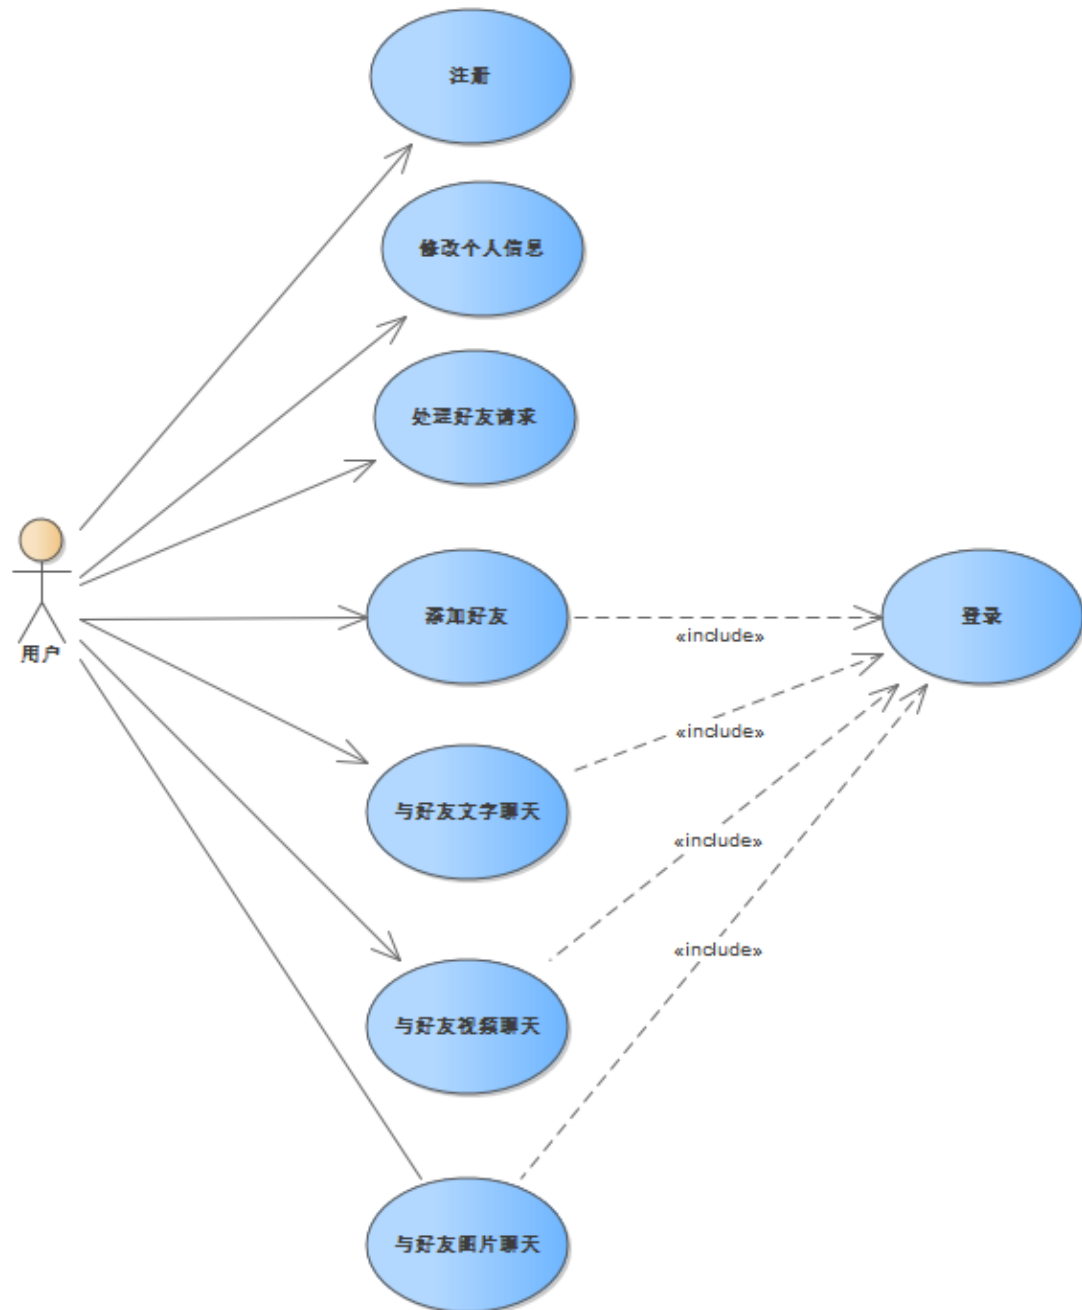 注册
修改个人信息
处理好友请求
用户
添加好友
«include»
登录
«include»
与好友文字聊天
«include»
«include»
与好友视频聊天
与好友图片聊天